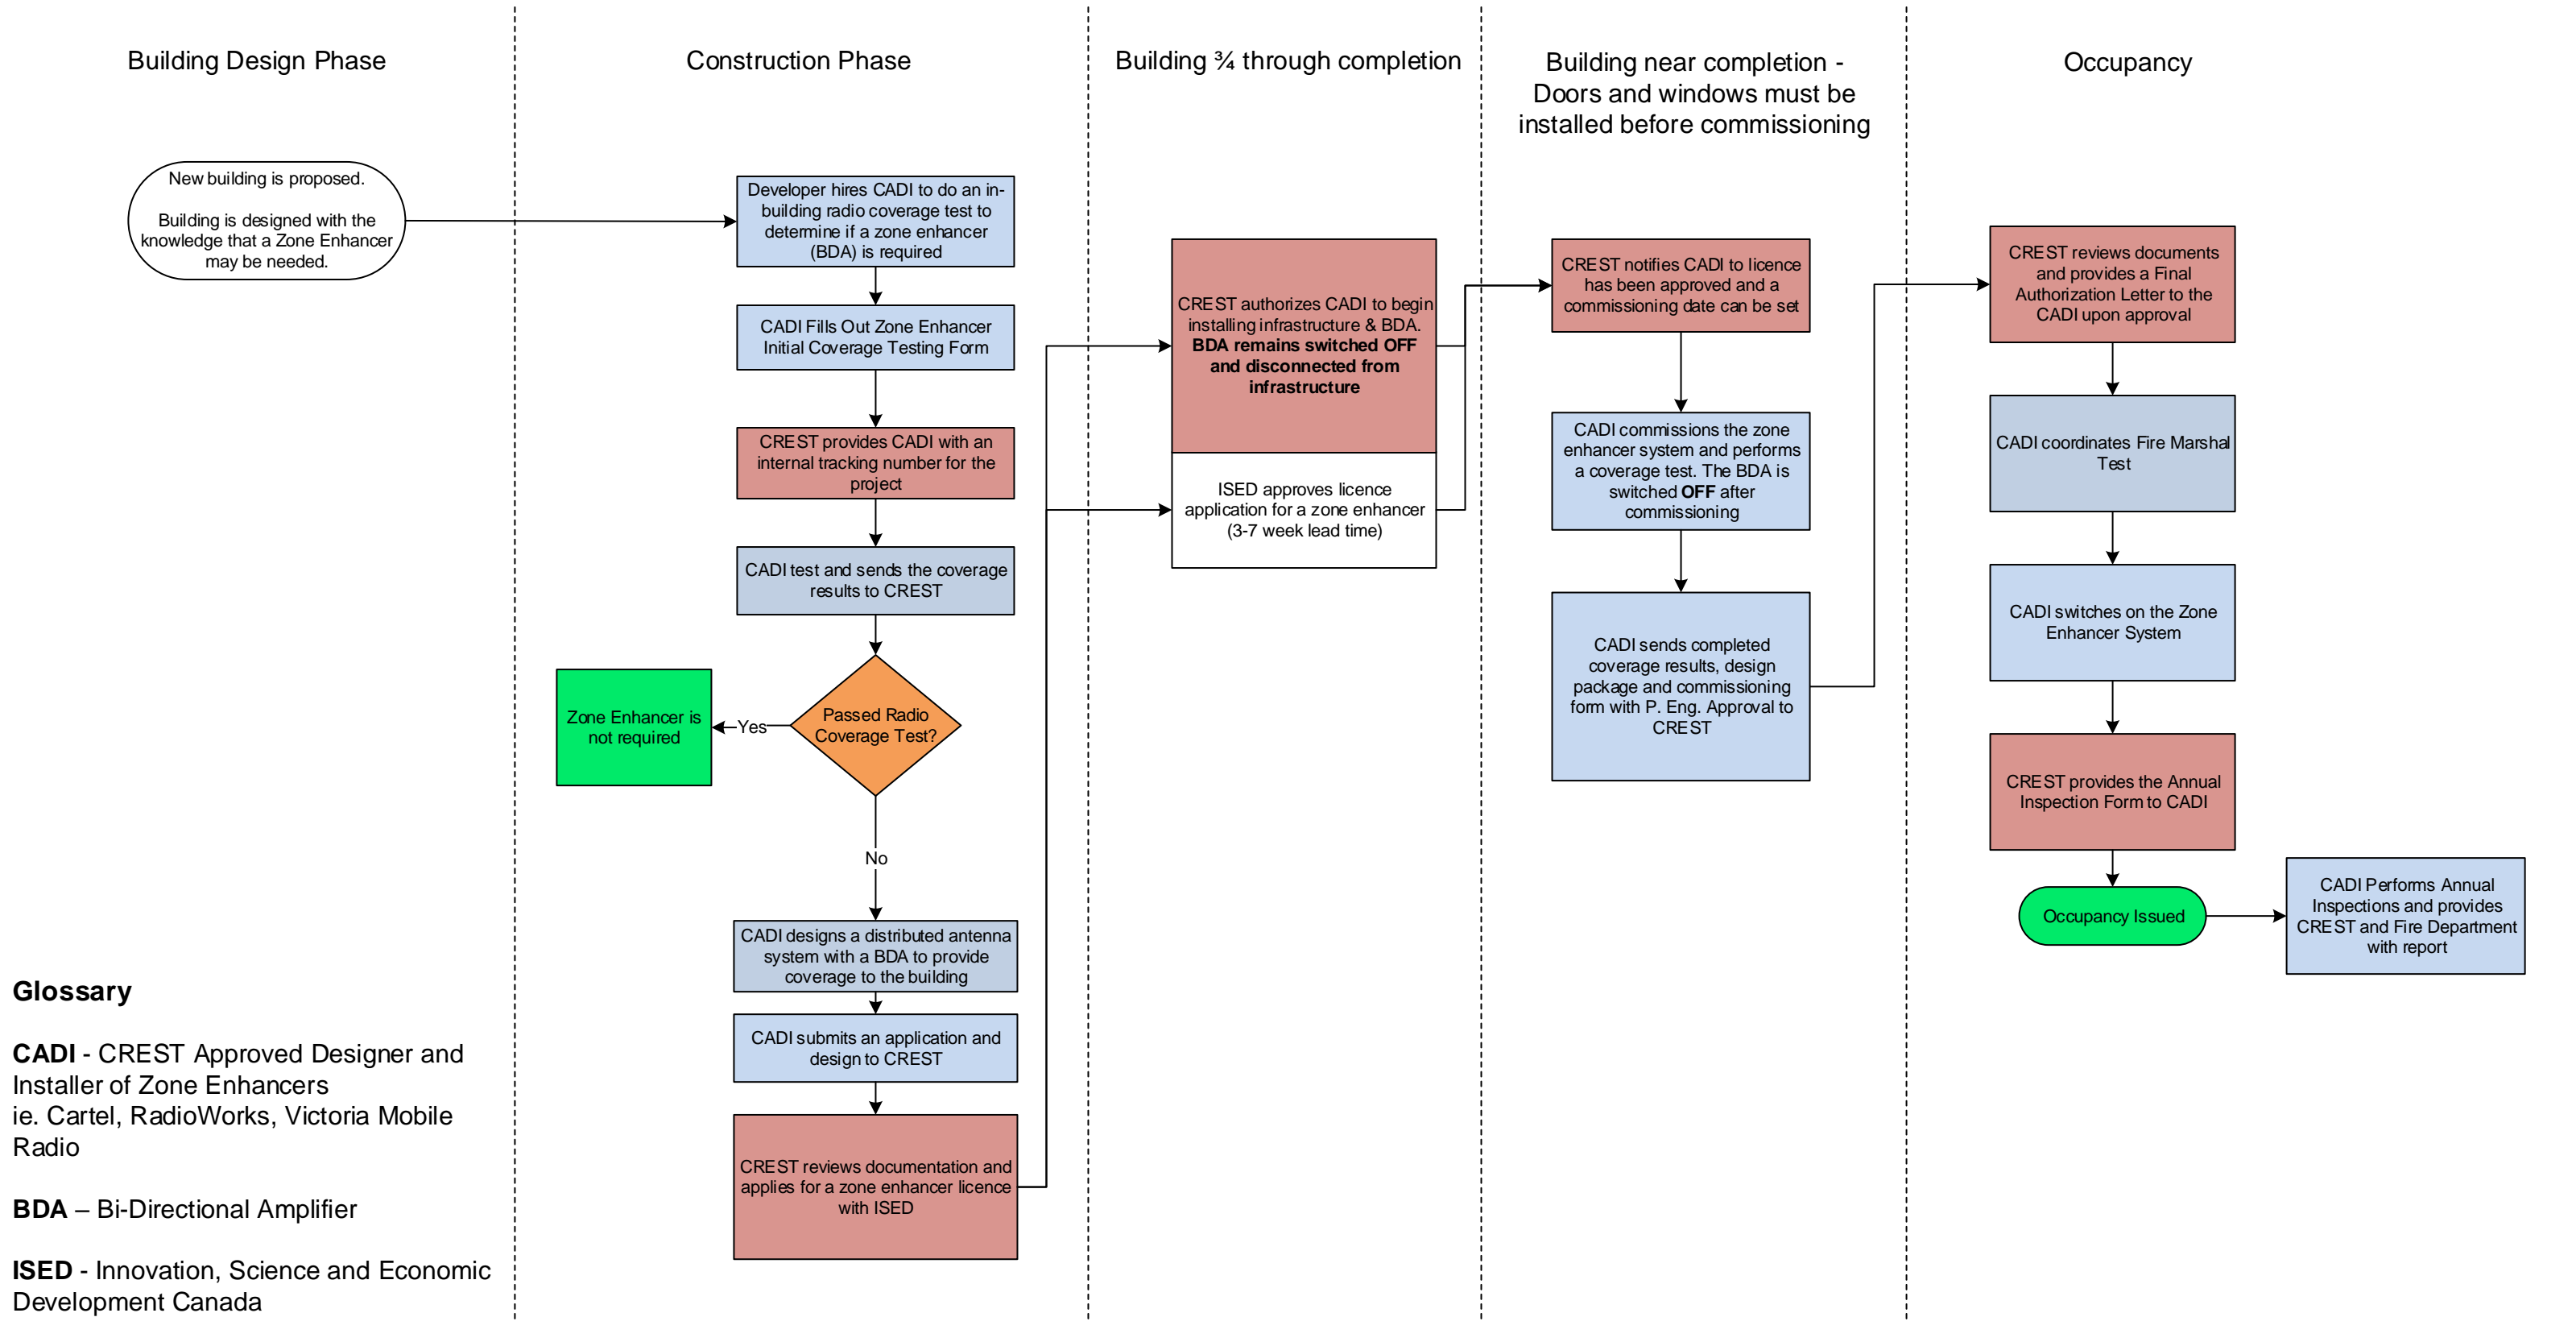 Building Design Phase
New building is proposed.
Building is designed with the
knowledge that a Zone Enhancer
may be needed.
Glossary
CADI - CREST Approved Designer and
Installer of Zone Enhancers
ie. Cartel, RadioWorks, Victoria Mobile
Radio
BDA – Bi-Directional Amplifier
ISED - Innovation, Science and Economic
Development Canada
Construction Phase
Developer hires CADI to do an in-
building radio coverage test to
determine if a zone enhancer
(BDA) is required
CADI Fills Out Zone Enhancer
Initial Coverage Testing Form
CREST provides CADI with an
internal tracking number for the
project
CADI test and sends the coverage
results to CREST
Passed Radio
Coverage Test?
Yes
Zone Enhancer is
not required
No
CADI designs a distributed antenna
system with a BDA to provide
coverage to the building
CADI submits an application and
design to CREST
CREST reviews documentation and
applies for a zone enhancer licence
with ISED
Building ¾ through completion
CREST authorizes CADI to begin
installing infrastructure & BDA.
BDA remains switched OFF
and disconnected from
infrastructure
ISED approves licence
application for a zone enhancer
(3-7 week lead time)
Building near completion -
Doors and windows must be
installed before commissioning
CREST notifies CADI to licence
has been approved and a
commissioning date can be set
CADI commissions the zone
enhancer system and performs
a coverage test. The BDA is
switched OFF after
commissioning
CADI sends completed
coverage results, design
package and commissioning
form with P. Eng. Approval to
CREST
Occupancy
CREST reviews documents
and provides a Final
Authorization Letter to the
CADI upon approval
CADI coordinates Fire Marshal
Test
CADI switches on the Zone
Enhancer System
CREST provides the Annual
Inspection Form to CADI
Occupancy Issued
CADI Performs Annual
Inspections and provides
CREST and Fire Department
with report